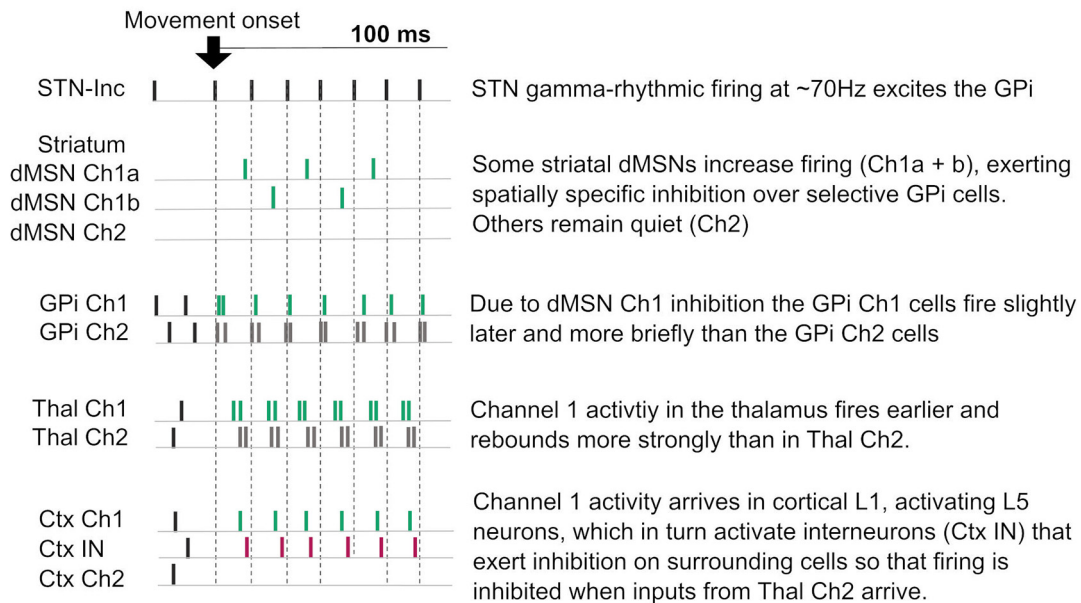 Movement onset
100 ms
STN-Inc
STN gamma-rhythmic firing at ~70Hz excites the GPi
Striatum
dMSN Ch1a
dMSN Ch1b
dMSN Ch2
Some striatal dMSNs increase firing (Ch1a + b), exerting
spatially specific inhibition over selective GPi cells.
Others remain quiet (Ch2)
GPi Ch1
GPi Ch2
Due to dMSN Ch1 inhibition the GPi Ch1 cells fire slightly
later and more briefly than the GPi Ch2 cells
Thal Ch1
Thal Ch2
Channel 1 activtiy in the thalamus fires earlier and
rebounds more strongly than in Thal Ch2.
Ctx Ch1
Ctx IN
Ctx Ch2
Channel 1 activity arrives in cortical L1, activating L5
neurons, which in turn activate interneurons (Ctx IN) that
exert inhibition on surrounding cells so that firing is
inhibited when inputs from Thal Ch2 arrive.